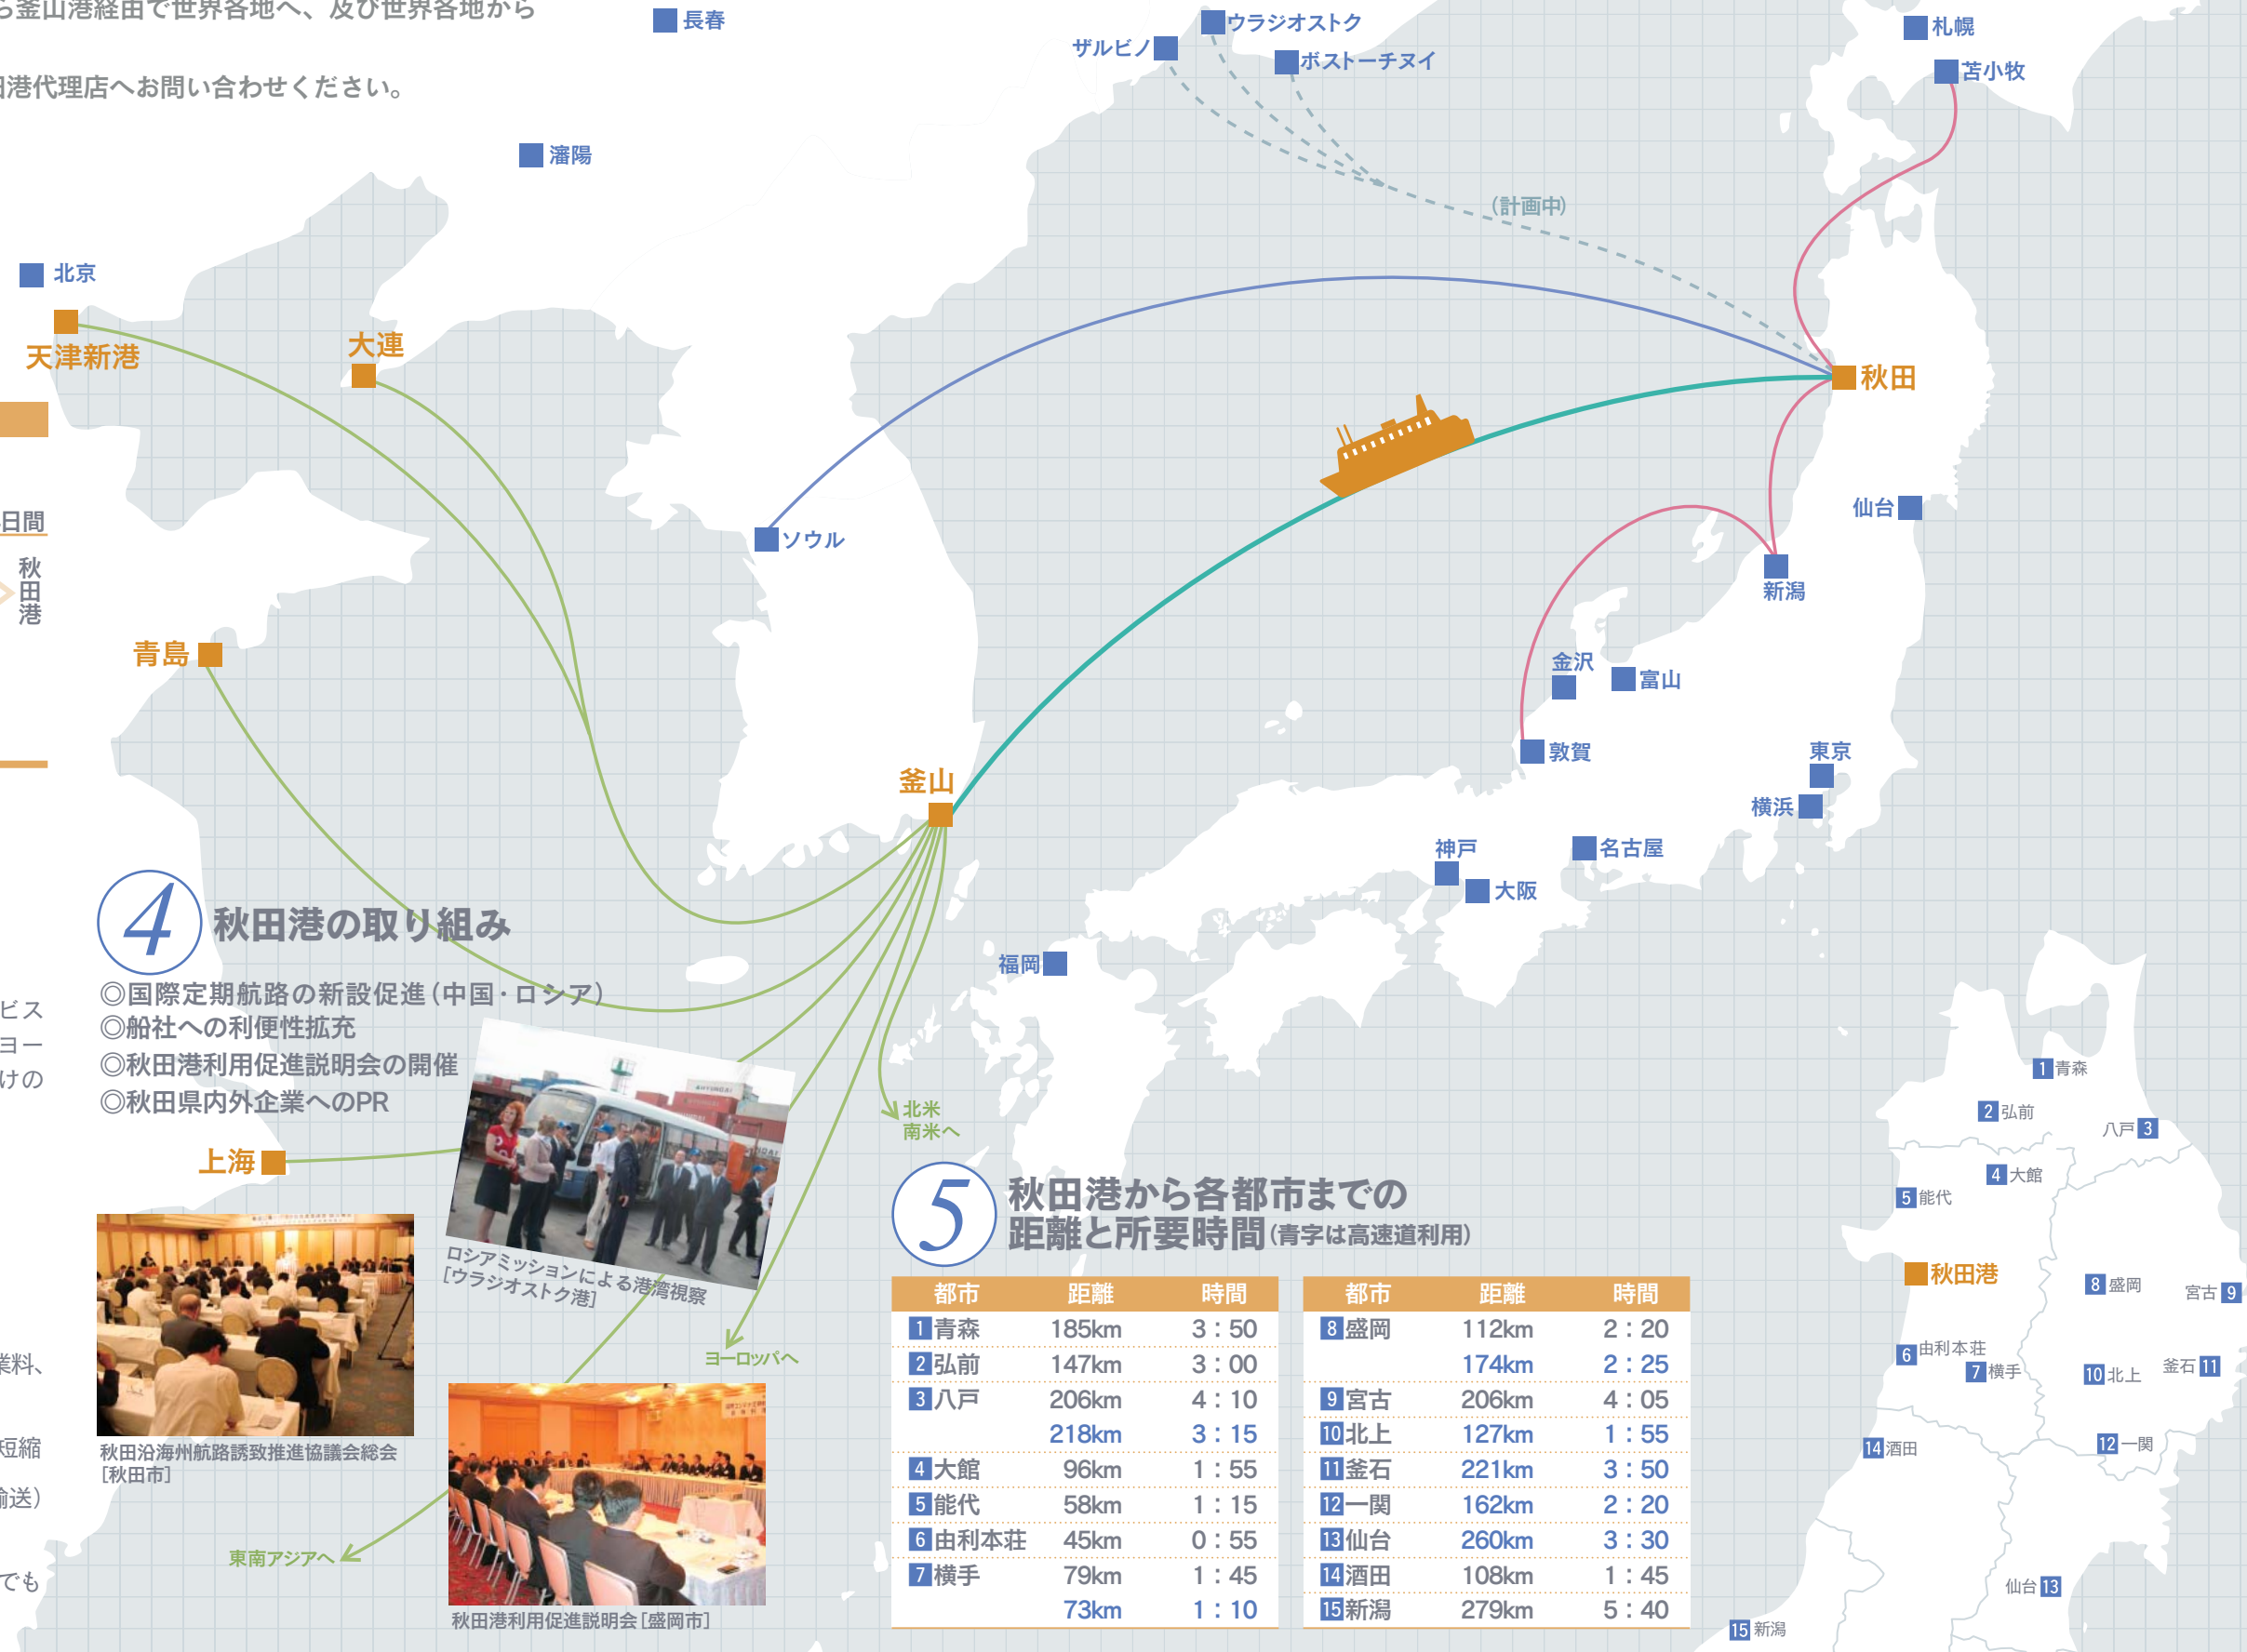 ら釜山港経由で世界各地へ、及び世界各地から
田港代理店へお問い合わせください。
長春
瀋陽
北京
天津新港
大連
青島
上海
ソウル
釜山
ザルビノ
ウラジオストク
ボストーチヌイ
(計画中)
札幌
苫小牧
秋田
仙台
新潟
金沢
富山
敦賀
東京
横浜
名古屋
神戸
大阪
福岡
日間
秋田港
ビス
ヨー
けの
業料、
短縮
輸送)
でも
4 秋田港の取り組み
◎国際定期航路の新設促進(中国・ロシア)
◎船社への利便性拡充
◎秋田港利用促進説明会の開催
◎秋田県内外企業へのPR
ロシアミッションによる港湾視察
[ウラジオストク港]
秋田沿海州航路誘致推進協議会総会
[秋田市]
秋田港利用促進説明会[盛岡市]
北米
南米へ
ヨーロッパへ
東南アジアへ
5 秋田港から各都市までの
距離と所要時間(青字は高速道利用)
都市 距離 時間
1 青森 185km 3:50
2 弘前 147km 3:00
3 八戸 206km 4:10
218km 3:15
4 大館 96km 1:55
5 能代 58km 1:15
6 由利本荘 45km 0:55
7 横手 79km 1:45
73km 1:10
都市 距離 時間
8 盛岡 112km 2:20
174km 2:25
9 宮古 206km 4:05
10 北上 127km 1:55
11 釜石 221km 3:50
12 一関 162km 2:20
13 仙台 260km 3:30
14 酒田 108km 1:45
15 新潟 279km 5:40
1 青森
2 弘前
八戸 3
4 大館
5 能代
秋田港
8 盛岡
宮古 9
6 由利本荘
7 横手
10 北上
釜石 11
14 酒田
12 一関
仙台 13
15 新潟